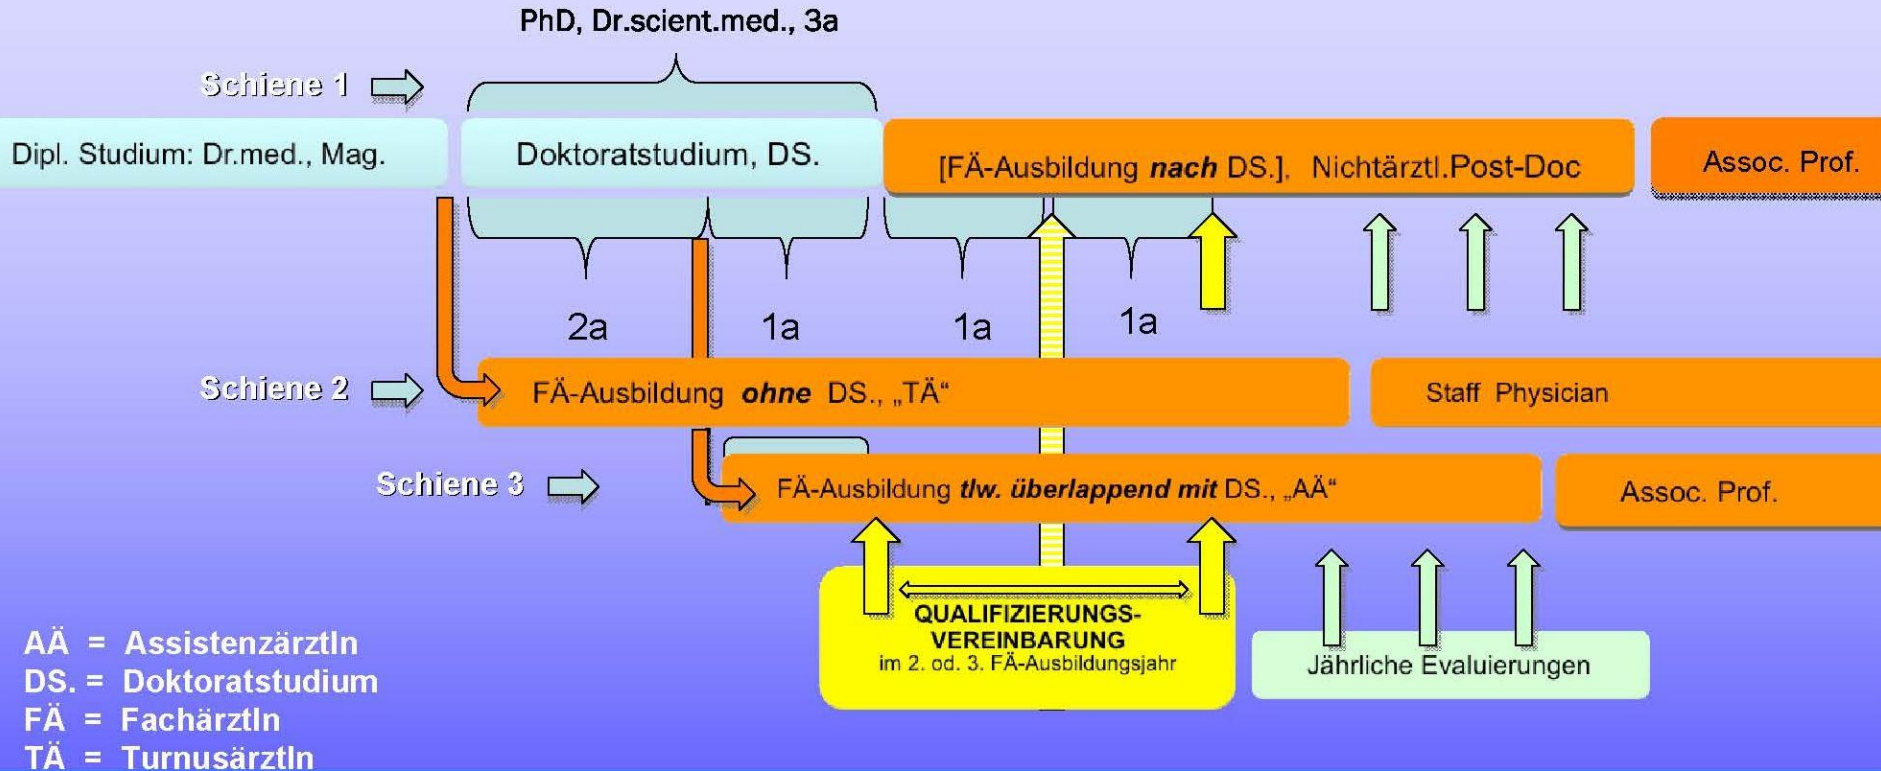 PhD, Dr.scient.med., 3a
Schiene 1
Dipl. Studium: Dr.med., Mag.
Doktoratstudium, DS.
[FÄ-Ausbildung nach DS.], Nichtärztl.Post-Doc
Assoc. Prof.
2a
1a
1a
1a
Schiene 2
FÄ-Ausbildung ohne DS., „TÄ“
Staff Physician
Schiene 3
FÄ-Ausbildung tlw. überlappend mit DS., „AÄ“
Assoc. Prof.
QUALIFIZIERUNGS-
VEREINBARUNG
im 2. od. 3. FÄ-Ausbildungsjahr
Jährliche Evaluierungen
AÄ = AssistenzärztIn
DS. = Doktoratstudium
FÄ = FachärztIn
TÄ = TurnusärztIn